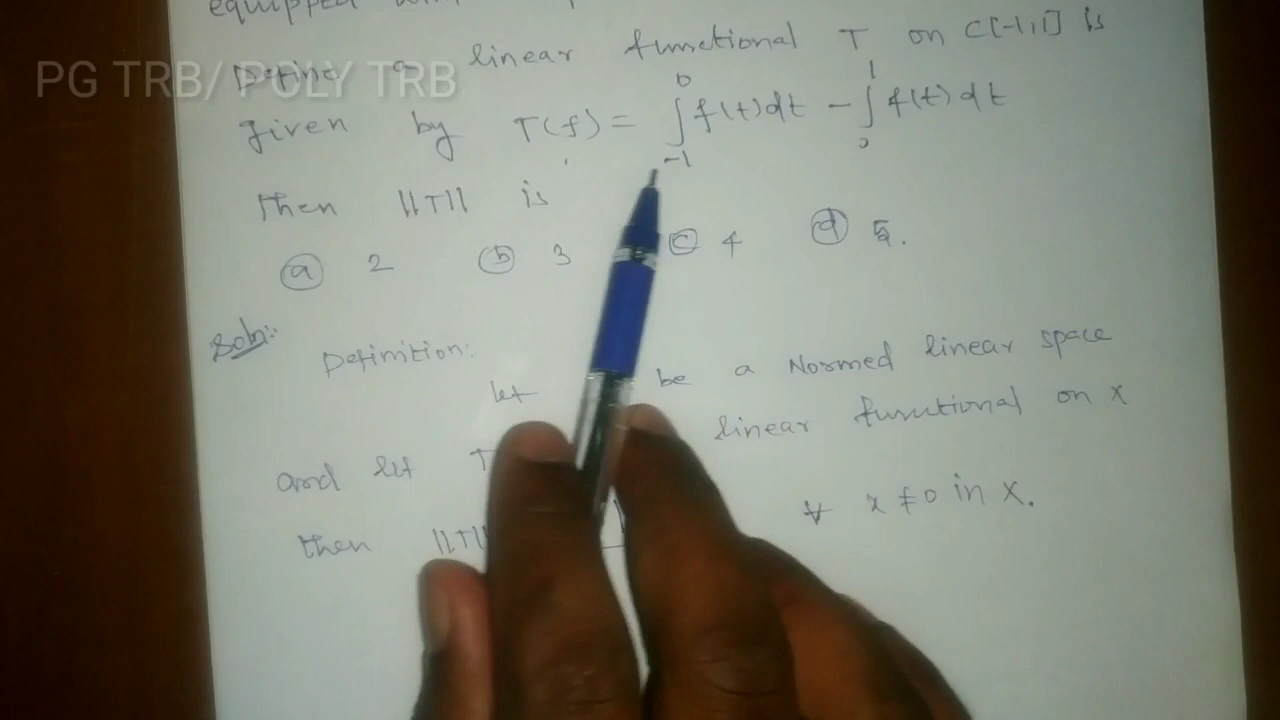 equipped with
Define a linear functional T on C[-1,1] is
PG TRB/ POLY TRB
given by T(f) = ∫₋₁⁰ f(t)dt - ∫₀¹ f(t)dt
then ||T|| is
ⓐ 2 ⓑ 3 ⓒ 4 ⓓ 5.
Soln:
Definition:
let be a Normed linear space
and let T linear functional on X
then ||T|| ∀ x ≠ 0 in X.